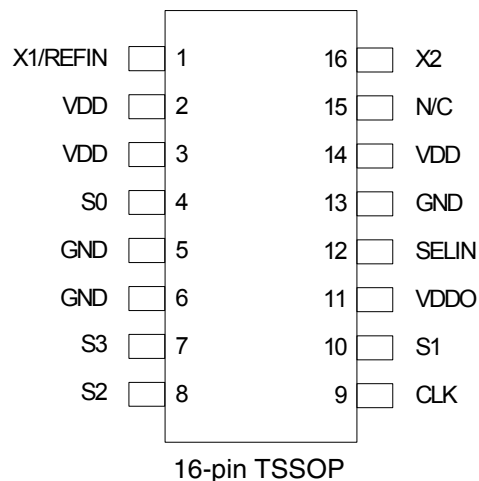 X1/REFIN 1 16 X2
VDD 2 15 N/C
VDD 3 14 VDD
S0 4 13 GND
GND 5 12 SELIN
GND 6 11 VDDO
S3 7 10 S1
S2 8 9 CLK
16-pin TSSOP